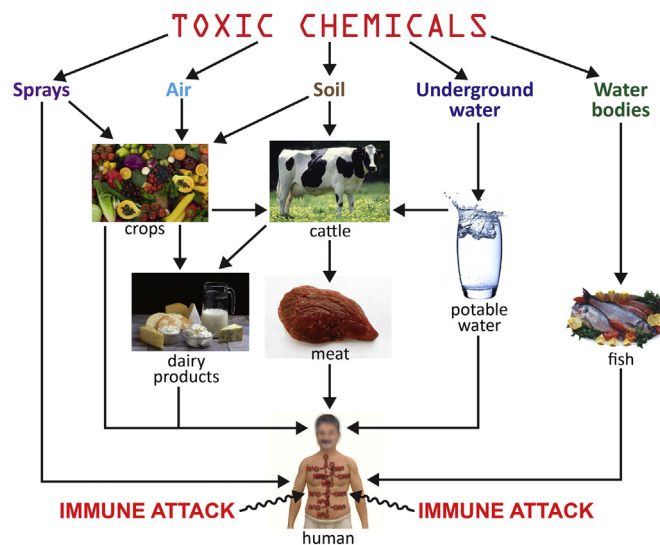 TOXIC CHEMICALS
Sprays
Air
Soil
Underground
water
Water
bodies
crops
cattle
potable
water
dairy
products
meat
fish
IMMUNE ATTACK
IMMUNE ATTACK
human